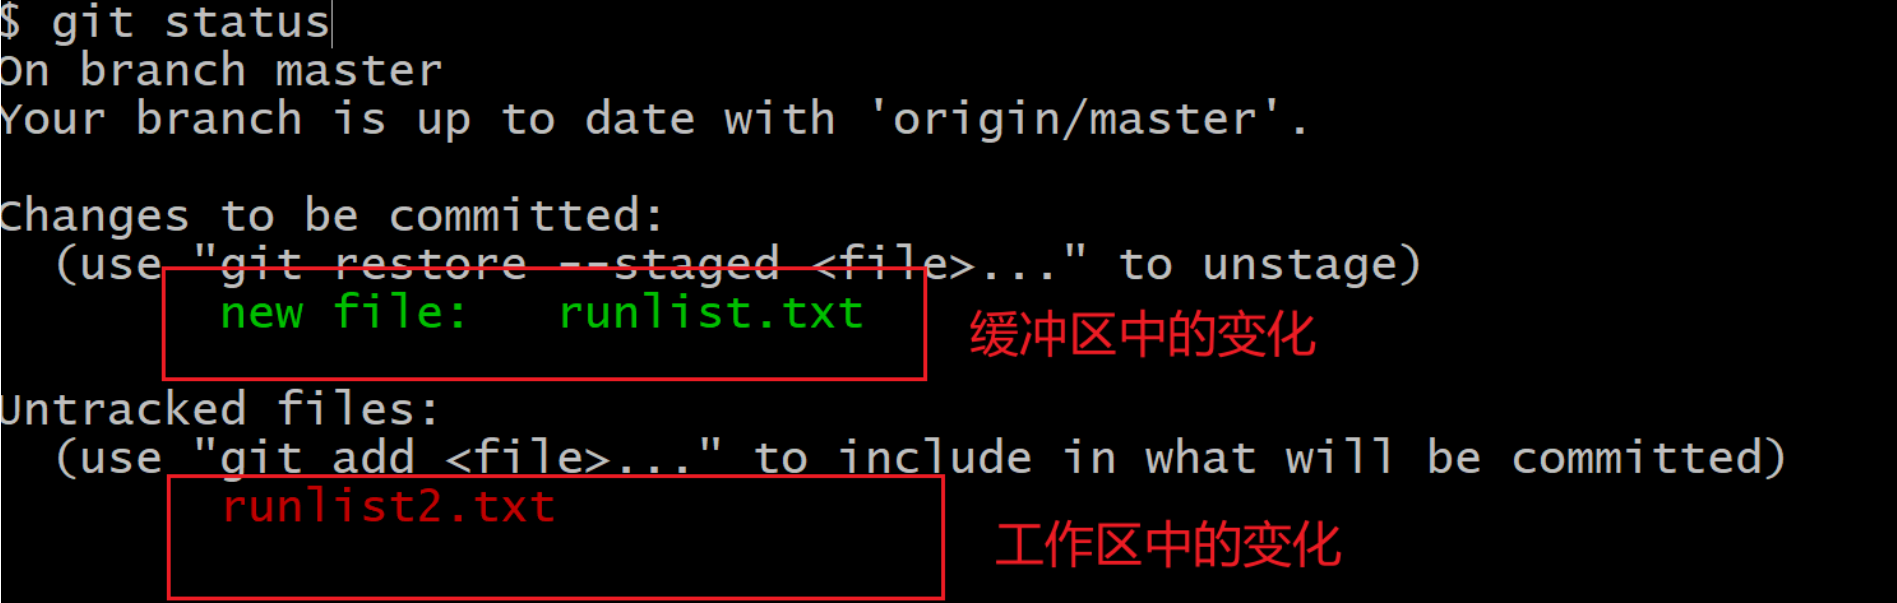 $ git status
On branch master
Your branch is up to date with 'origin/master'.
Changes to be committed:
(use "git restore --staged <file>..." to unstage)
new file:   runlist.txt
缓冲区中的变化
Untracked files:
(use "git add <file>..." to include in what will be committed)
runlist2.txt
工作区中的变化